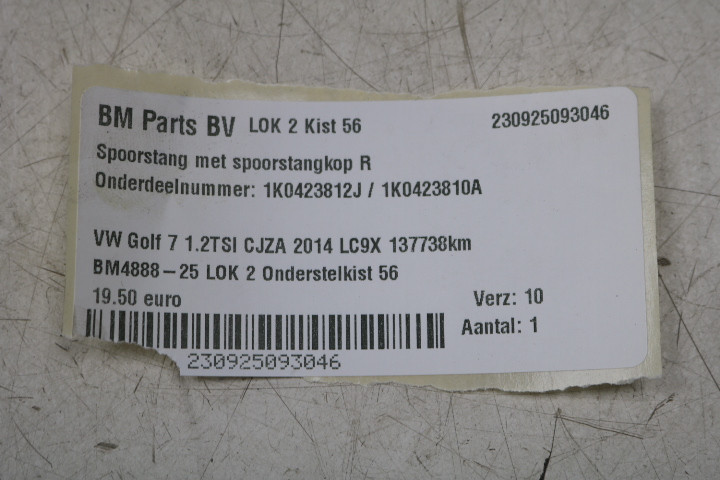 BM Parts BV LOK 2 Kist 56 230925093046
Spoorstang met spoorstangkop R
Onderdeelnummer: 1K0423812J / 1K0423810A
VW Golf 7 1.2TSI CJZA 2014 LC9X 137738km
BM4888-25 LOK 2 Onderstelkist 56
19.50 euro Verz: 10
Aantal: 1
230925093046